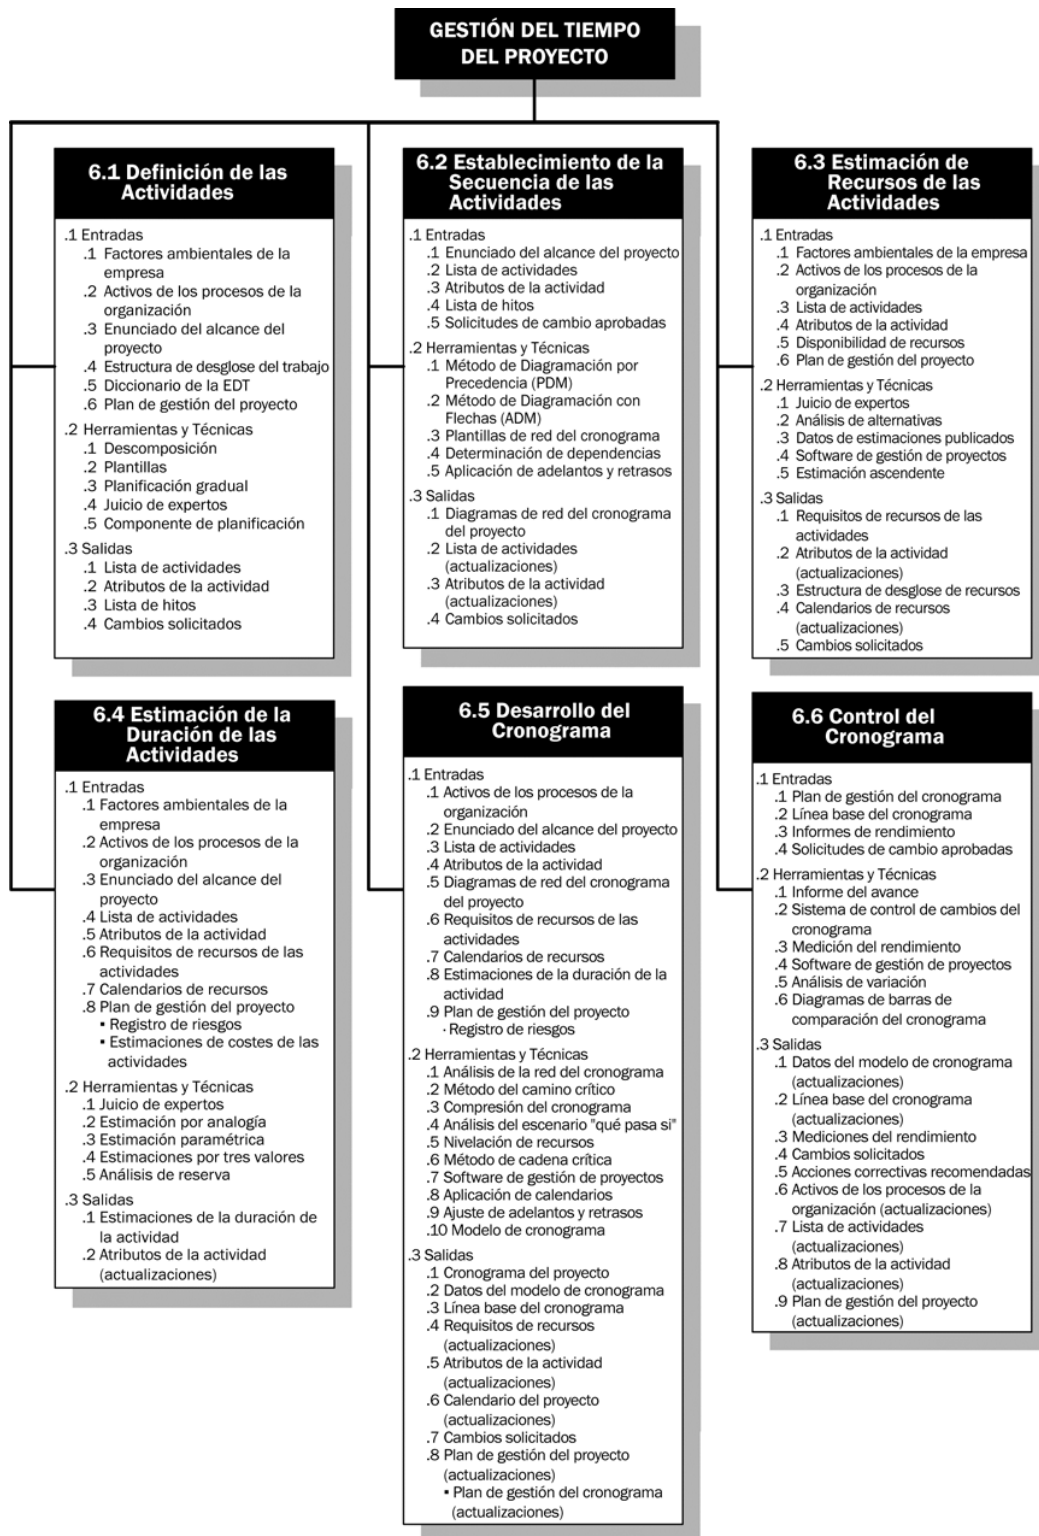 GESTIÓN DEL TIEMPO
DEL PROYECTO
6.1 Definición de las
Actividades
.1 Entradas
.1 Factores ambientales de la
empresa
.2 Activos de los procesos de la
organización
.3 Enunciado del alcance del
proyecto
.4 Estructura de desglose del trabajo
.5 Diccionario de la EDT
.6 Plan de gestión del proyecto
.2 Herramientas y Técnicas
.1 Descomposición
.2 Plantillas
.3 Planificación gradual
.4 Juicio de expertos
.5 Componente de planificación
.3 Salidas
.1 Lista de actividades
.2 Atributos de la actividad
.3 Lista de hitos
.4 Cambios solicitados
6.2 Establecimiento de la
Secuencia de las
Actividades
.1 Entradas
.1 Enunciado del alcance del proyecto
.2 Lista de actividades
.3 Atributos de la actividad
.4 Lista de hitos
.5 Solicitudes de cambio aprobadas
.2 Herramientas y Técnicas
.1 Método de Diagramación por
Precedencia (PDM)
.2 Método de Diagramación con
Flechas (ADM)
.3 Plantillas de red del cronograma
.4 Determinación de dependencias
.5 Aplicación de adelantos y retrasos
.3 Salidas
.1 Diagramas de red del cronograma
del proyecto
.2 Lista de actividades
(actualizaciones)
.3 Atributos de la actividad
(actualizaciones)
.4 Cambios solicitados
6.3 Estimación de
Recursos de las
Actividades
.1 Entradas
.1 Factores ambientales de la empresa
.2 Activos de los procesos de la
organización
.3 Lista de actividades
.4 Atributos de la actividad
.5 Disponibilidad de recursos
.6 Plan de gestión del proyecto
.2 Herramientas y Técnicas
.1 Juicio de expertos
.2 Análisis de alternativas
.3 Datos de estimaciones publicados
.4 Software de gestión de proyectos
.5 Estimación ascendente
.3 Salidas
.1 Requisitos de recursos de las
actividades
.2 Atributos de la actividad
(actualizaciones)
.3 Estructura de desglose de recursos
.4 Calendarios de recursos
(actualizaciones)
.5 Cambios solicitados
6.4 Estimación de la
Duración de las
Actividades
.1 Entradas
.1 Factores ambientales de la
empresa
.2 Activos de los procesos de la
organización
.3 Enunciado del alcance del
proyecto
.4 Lista de actividades
.5 Atributos de la actividad
.6 Requisitos de recursos de las
actividades
.7 Calendarios de recursos
.8 Plan de gestión del proyecto
▪ Registro de riesgos
▪ Estimaciones de costes de las
actividades
.2 Herramientas y Técnicas
.1 Juicio de expertos
.2 Estimación por analogía
.3 Estimación paramétrica
.4 Estimaciones por tres valores
.5 Análisis de reserva
.3 Salidas
.1 Estimaciones de la duración de
la actividad
.2 Atributos de la actividad
(actualizaciones)
6.5 Desarrollo del
Cronograma
.1 Entradas
.1 Activos de los procesos de la
organización
.2 Enunciado del alcance del proyecto
.3 Lista de actividades
.4 Atributos de la actividad
.5 Diagramas de red del cronograma
del proyecto
.6 Requisitos de recursos de las
actividades
.7 Calendarios de recursos
.8 Estimaciones de la duración de la
actividad
.9 Plan de gestión del proyecto
· Registro de riesgos
.2 Herramientas y Técnicas
.1 Análisis de la red del cronograma
.2 Método del camino crítico
.3 Compresión del cronograma
.4 Análisis del escenario "qué pasa si"
.5 Nivelación de recursos
.6 Método de cadena crítica
.7 Software de gestión de proyectos
.8 Aplicación de calendarios
.9 Ajuste de adelantos y retrasos
.10 Modelo de cronograma
.3 Salidas
.1 Cronograma del proyecto
.2 Datos del modelo de cronograma
.3 Línea base del cronograma
.4 Requisitos de recursos
(actualizaciones)
.5 Atributos de la actividad
(actualizaciones)
.6 Calendario del proyecto
(actualizaciones)
.7 Cambios solicitados
.8 Plan de gestión del proyecto
(actualizaciones)
▪ Plan de gestión del cronograma
(actualizaciones)
6.6 Control del
Cronograma
.1 Entradas
.1 Plan de gestión del cronograma
.2 Línea base del cronograma
.3 Informes de rendimiento
.4 Solicitudes de cambio aprobadas
.2 Herramientas y Técnicas
.1 Informe del avance
.2 Sistema de control de cambios del
cronograma
.3 Medición del rendimiento
.4 Software de gestión de proyectos
.5 Análisis de variación
.6 Diagramas de barras de
comparación del cronograma
.3 Salidas
.1 Datos del modelo de cronograma
(actualizaciones)
.2 Línea base del cronograma
(actualizaciones)
.3 Mediciones del rendimiento
.4 Cambios solicitados
.5 Acciones correctivas recomendadas
.6 Activos de los procesos de la
organización (actualizaciones)
.7 Lista de actividades
(actualizaciones)
.8 Atributos de la actividad
(actualizaciones)
.9 Plan de gestión del proyecto
(actualizaciones)